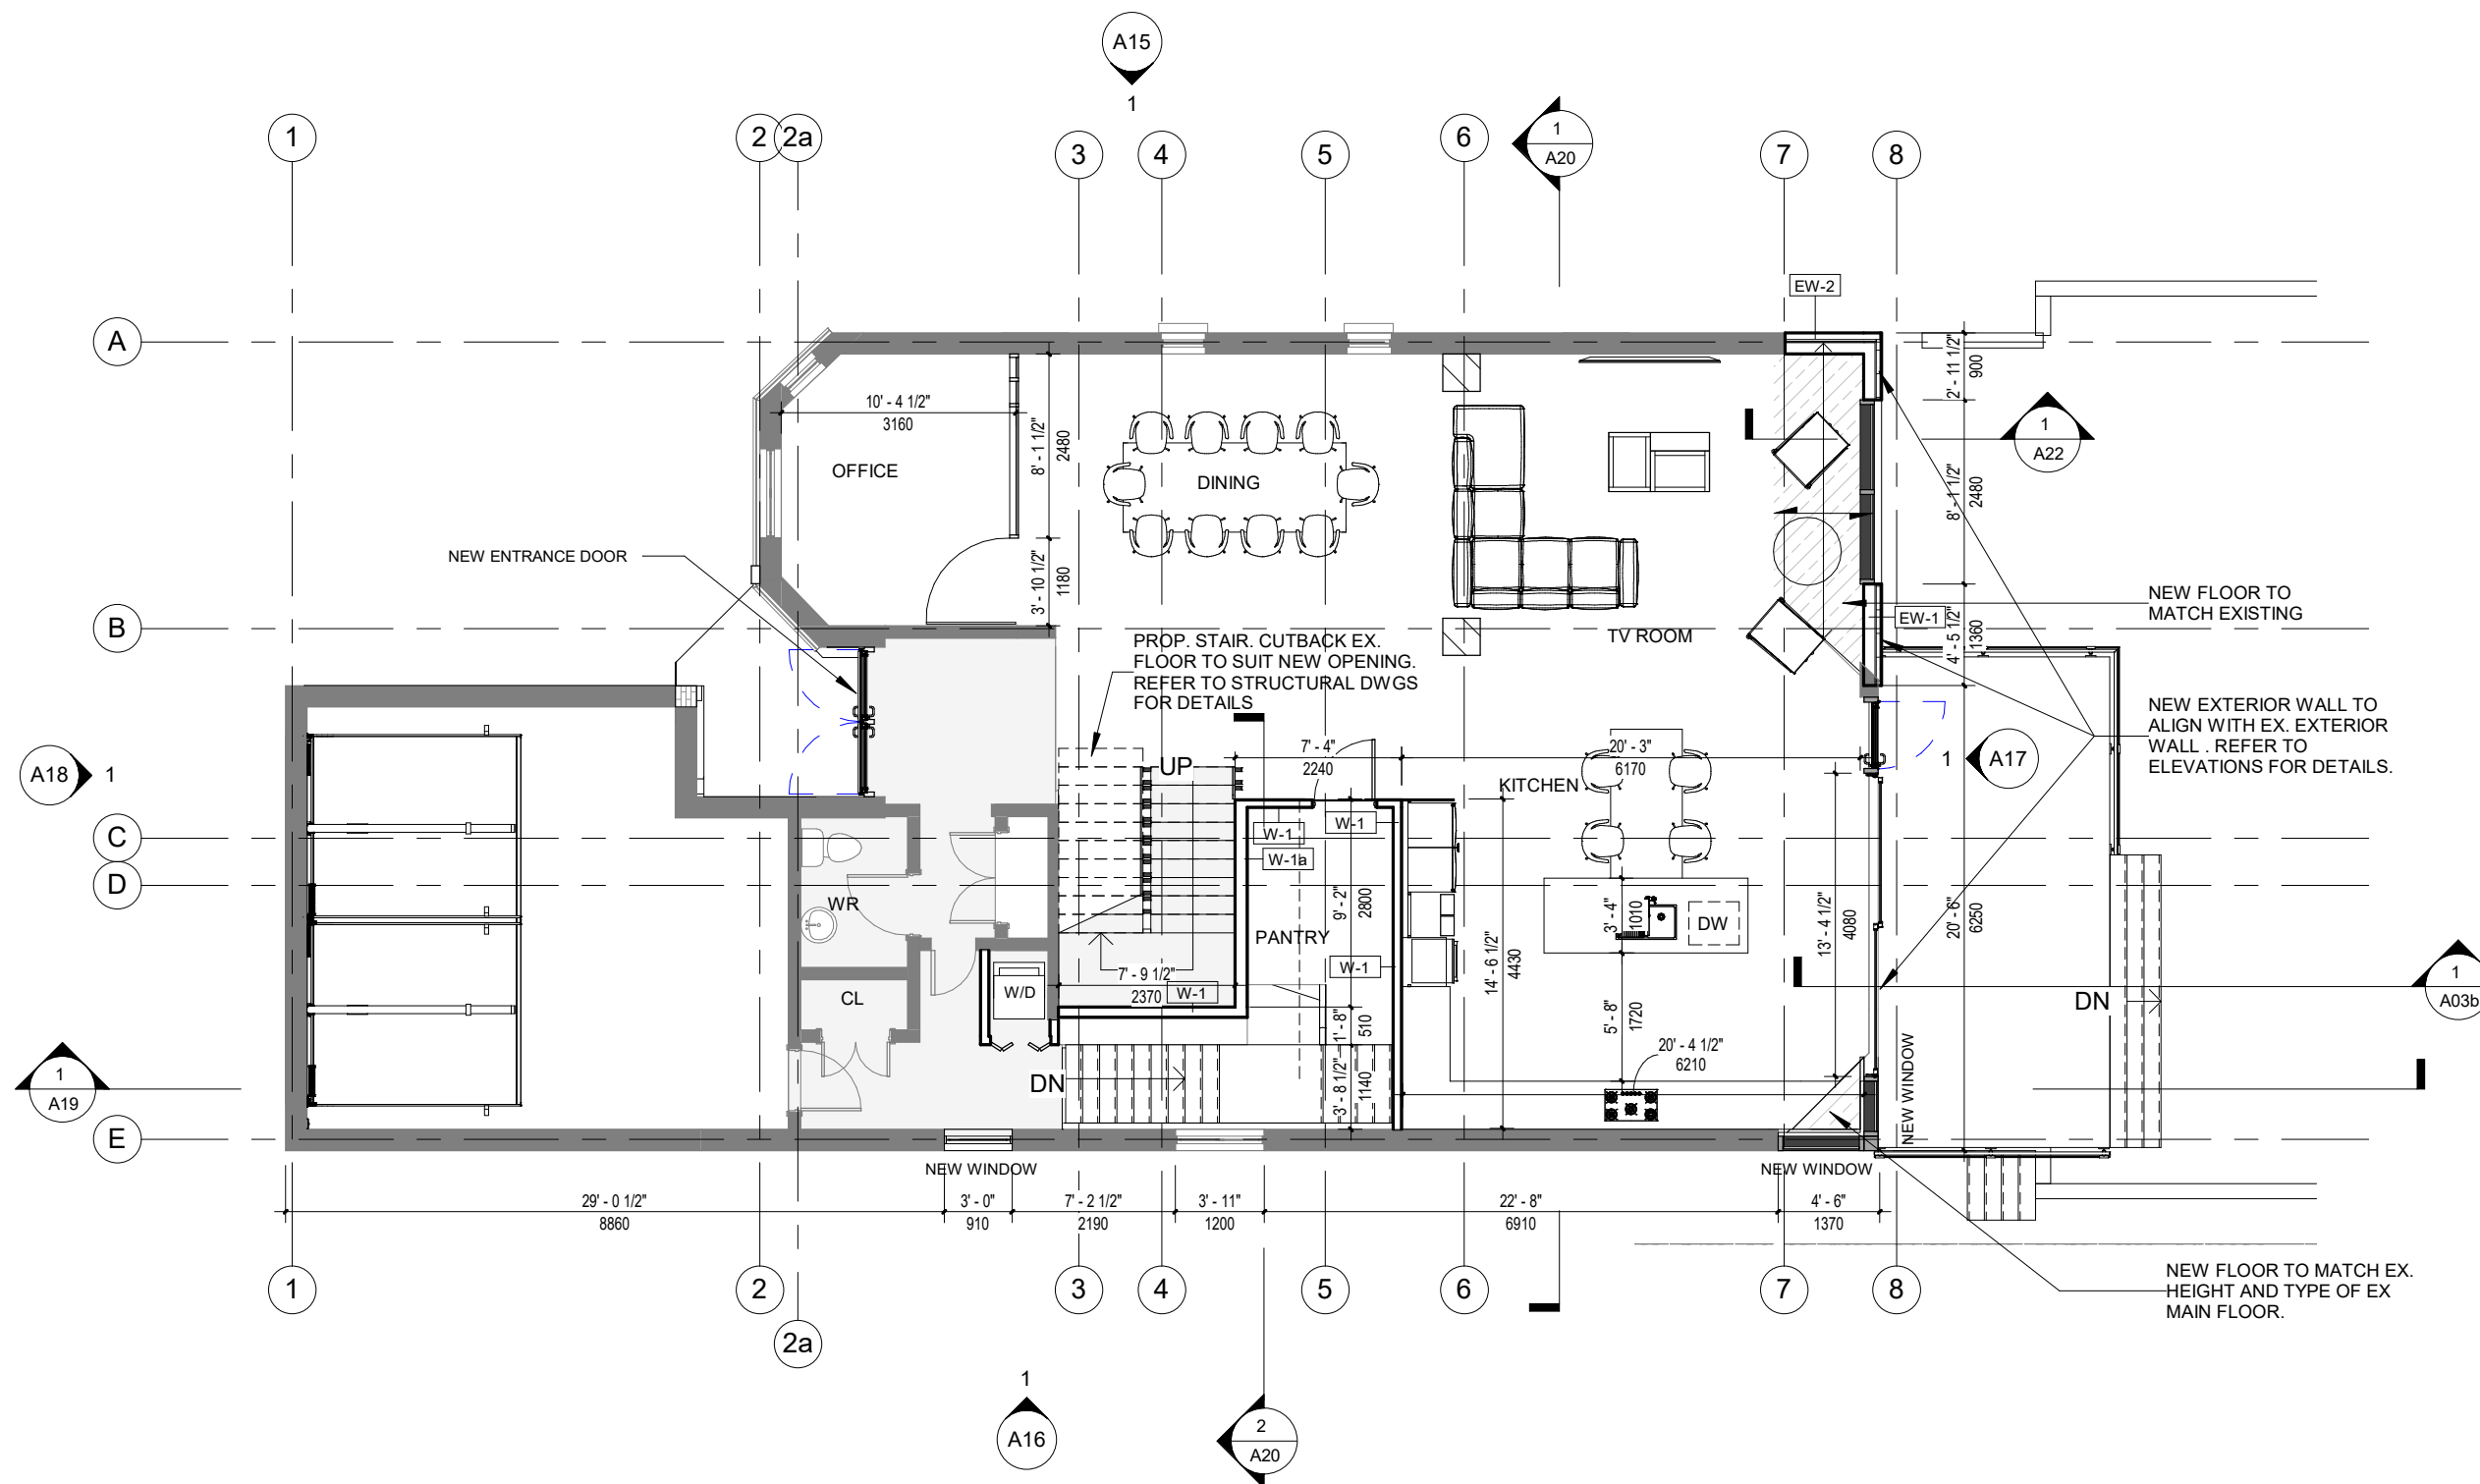 A15
1
1
2
2a
3
4
5
6
1
A20
7
8
EW-2
A
2' - 11 1/2"
900
10' - 4 1/2"
3160
8' - 1 1/2"
2480
1
A22
OFFICE
DINING
8' - 1 1/2"
2480
NEW ENTRANCE DOOR
3' - 10 1/2"
1180
NEW FLOOR TO
MATCH EXISTING
EW-1
B
TV ROOM
4' - 5 1/2"
1360
PROP. STAIR. CUTBACK EX.
FLOOR TO SUIT NEW OPENING.
REFER TO STRUCTURAL DWGS
FOR DETAILS
NEW EXTERIOR WALL TO
ALIGN WITH EX. EXTERIOR
WALL . REFER TO
ELEVATIONS FOR DETAILS.
A18
1
UP
7' - 4"
2240
20' - 3"
6170
KITCHEN
1
A17
C
W-1
W-1
W-1a
D
WR
9' - 2"
2800
3' - 4"
1010
DW
13' - 4 1/2"
4080
20' - 6"
6250
PANTRY
14' - 6 1/2"
4430
W-1
7' - 9 1/2"
2370
W-1
CL
W/D
1' - 8"
510
5' - 8"
1720
DN
1
A03b
20' - 4 1/2"
6210
1
A19
DN
3' - 8 1/2"
1140
NEW WINDOW
E
NEW WINDOW
NEW WINDOW
29' - 0 1/2"
8860
3' - 0"
910
7' - 2 1/2"
2190
3' - 11"
1200
22' - 8"
6910
4' - 6"
1370
1
2
3
4
5
6
7
8
2a
NEW FLOOR TO MATCH EX.
HEIGHT AND TYPE OF EX
MAIN FLOOR.
1
A16
2
A20